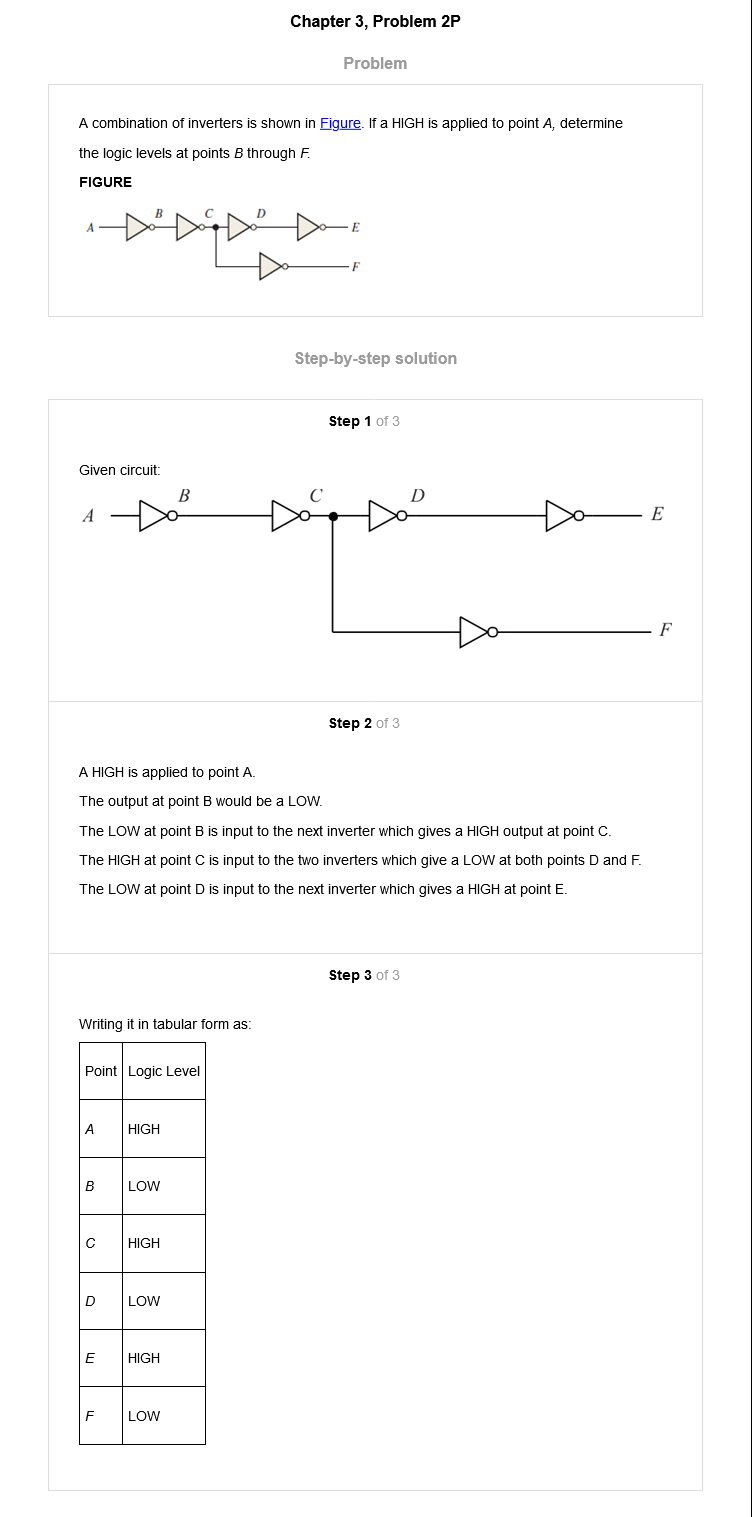 Chapter 3, Problem 2P
Problem
A combination of inverters is shown in Figure. If a HIGH is applied to point A, determine
the logic levels at points B through F.
FIGURE
A B C D E
F
Step-by-step solution
Step 1 of 3
Given circuit:
A B C D E
F
Step 2 of 3
A HIGH is applied to point A.
The output at point B would be a LOW.
The LOW at point B is input to the next inverter which gives a HIGH output at point C.
The HIGH at point C is input to the two inverters which give a LOW at both points D and F.
The LOW at point D is input to the next inverter which gives a HIGH at point E.
Step 3 of 3
Writing it in tabular form as:
Point Logic Level
A HIGH
B LOW
C HIGH
D LOW
E HIGH
F LOW